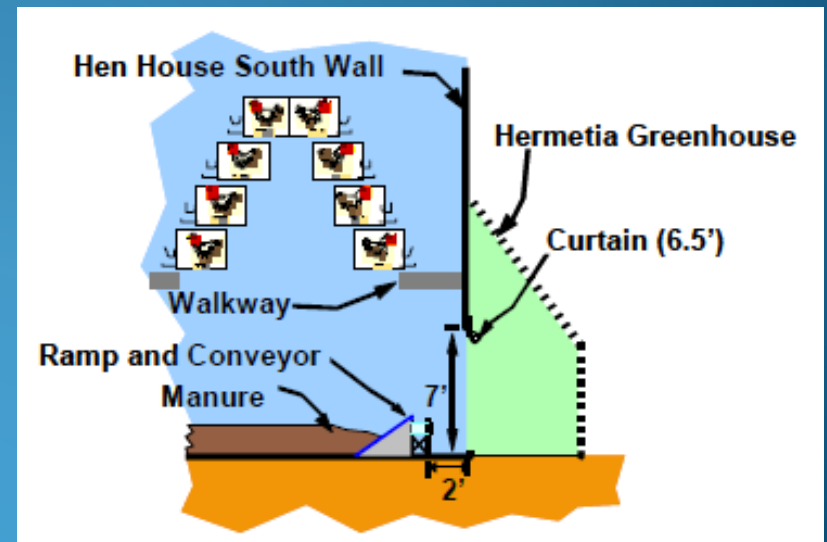 Hen House South Wall
Hermetia Greenhouse
Curtain (6.5')
Walkway
Ramp and Conveyor
7'
Manure
2'